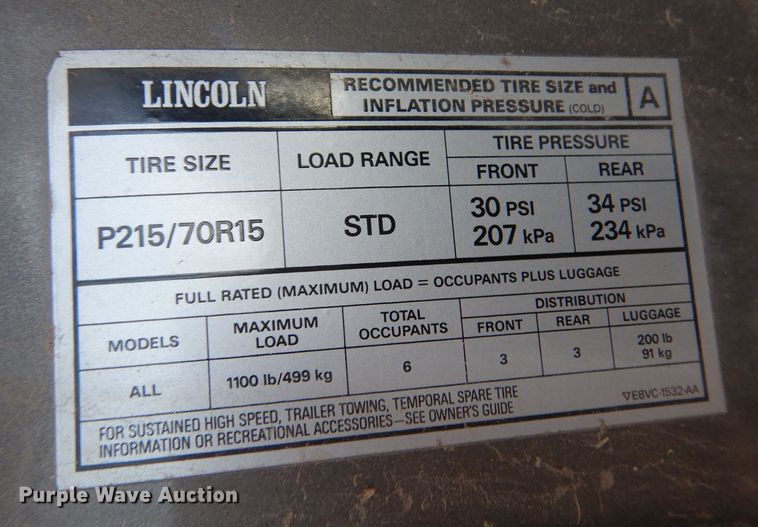 LINCOLN
RECOMMENDED TIRE SIZE and
INFLATION PRESSURE (COLD)
A
TIRE SIZE
LOAD RANGE
TIRE PRESSURE
FRONT REAR
P215/70R15
STD
30 PSI
207 kPa
34 PSI
234 kPa
FULL RATED (MAXIMUM) LOAD = OCCUPANTS PLUS LUGGAGE
MODELS
MAXIMUM
LOAD
TOTAL
OCCUPANTS
DISTRIBUTION
FRONT REAR LUGGAGE
ALL 1100 lb/499 kg 6 3 3
200 lb
91 kg
FOR SUSTAINED HIGH SPEED, TRAILER TOWING, TEMPORAL SPARE TIRE
INFORMATION OR RECREATIONAL ACCESSORIES–SEE OWNER'S GUIDE
▽E6VC-1532-AA
Purple Wave Auction